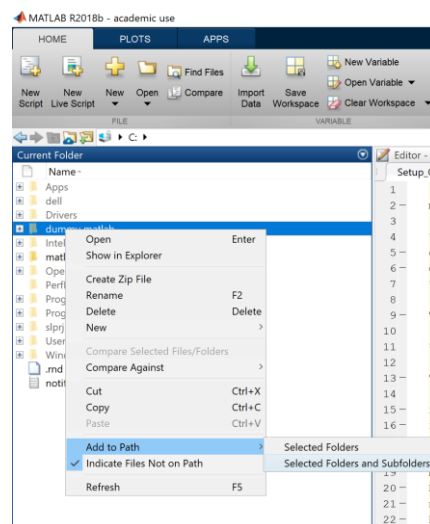 MATLAB R2018b - academic use
HOME PLOTS APPS
New Script
New Live Script
New
Open
Find Files
Compare
Import Data
Save Workspace
New Variable
Open Variable
Clear Workspace
FILE VARIABLE
C:
Current Folder
Name
Apps
dell
Drivers
dummy matlab
Intel
matl
Ope
Perfl
Prog
Prog
slprj
User
Wind
.rnd
notif
Open Enter
Show in Explorer
Create Zip File
Rename F2
Delete Delete
New
Compare Selected Files/Folders
Compare Against
Cut Ctrl+X
Copy Ctrl+C
Paste Ctrl+V
Add to Path
Indicate Files Not on Path
Refresh F5
Selected Folders
Selected Folders and Subfolders
Editor -
Setup_
1
2
3
4
5
6
7
8
9
10
11
12
13
14
15
16
19
20
21
22